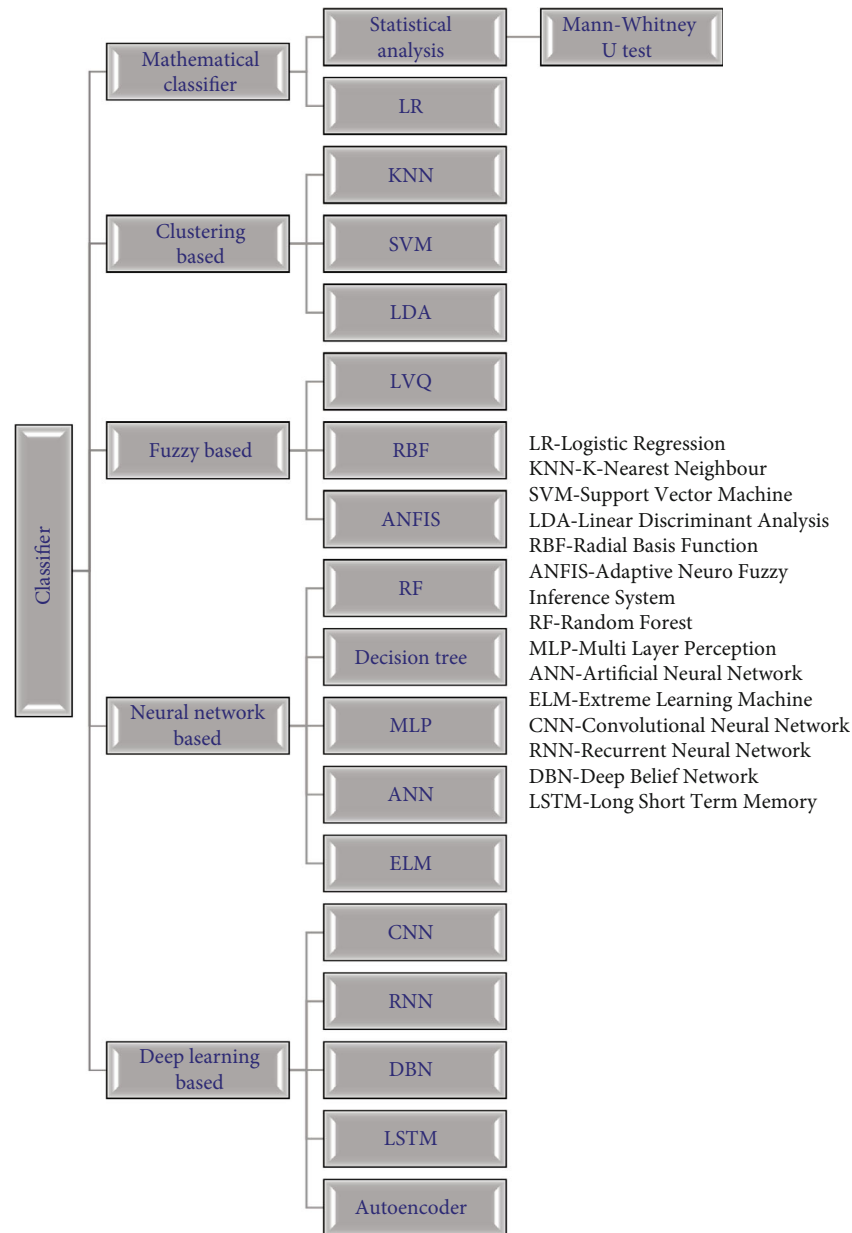 Classifier
Mathematical
classifier
Statistical
analysis
Mann-Whitney
U test
LR
Clustering
based
KNN
SVM
LDA
Fuzzy based
LVQ
RBF
ANFIS
Neural network
based
RF
Decision tree
MLP
ANN
ELM
Deep learning
based
CNN
RNN
DBN
LSTM
Autoencoder
LR-Logistic Regression
KNN-K-Nearest Neighbour
SVM-Support Vector Machine
LDA-Linear Discriminant Analysis
RBF-Radial Basis Function
ANFIS-Adaptive Neuro Fuzzy
Inference System
RF-Random Forest
MLP-Multi Layer Perception
ANN-Artificial Neural Network
ELM-Extreme Learning Machine
CNN-Convolutional Neural Network
RNN-Recurrent Neural Network
DBN-Deep Belief Network
LSTM-Long Short Term Memory